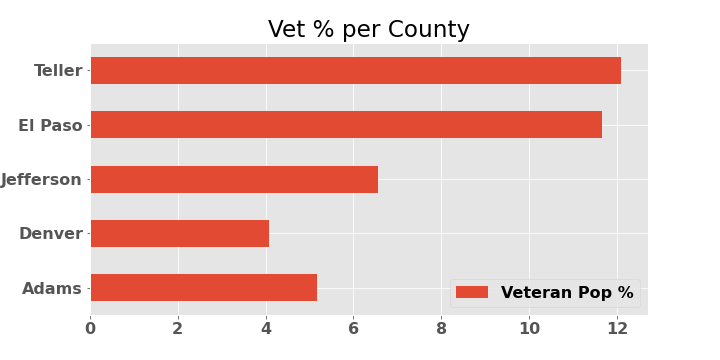 Vet % per County
Teller
El Paso
Jefferson
Denver
Adams
Veteran Pop %
0 2 4 6 8 10 12